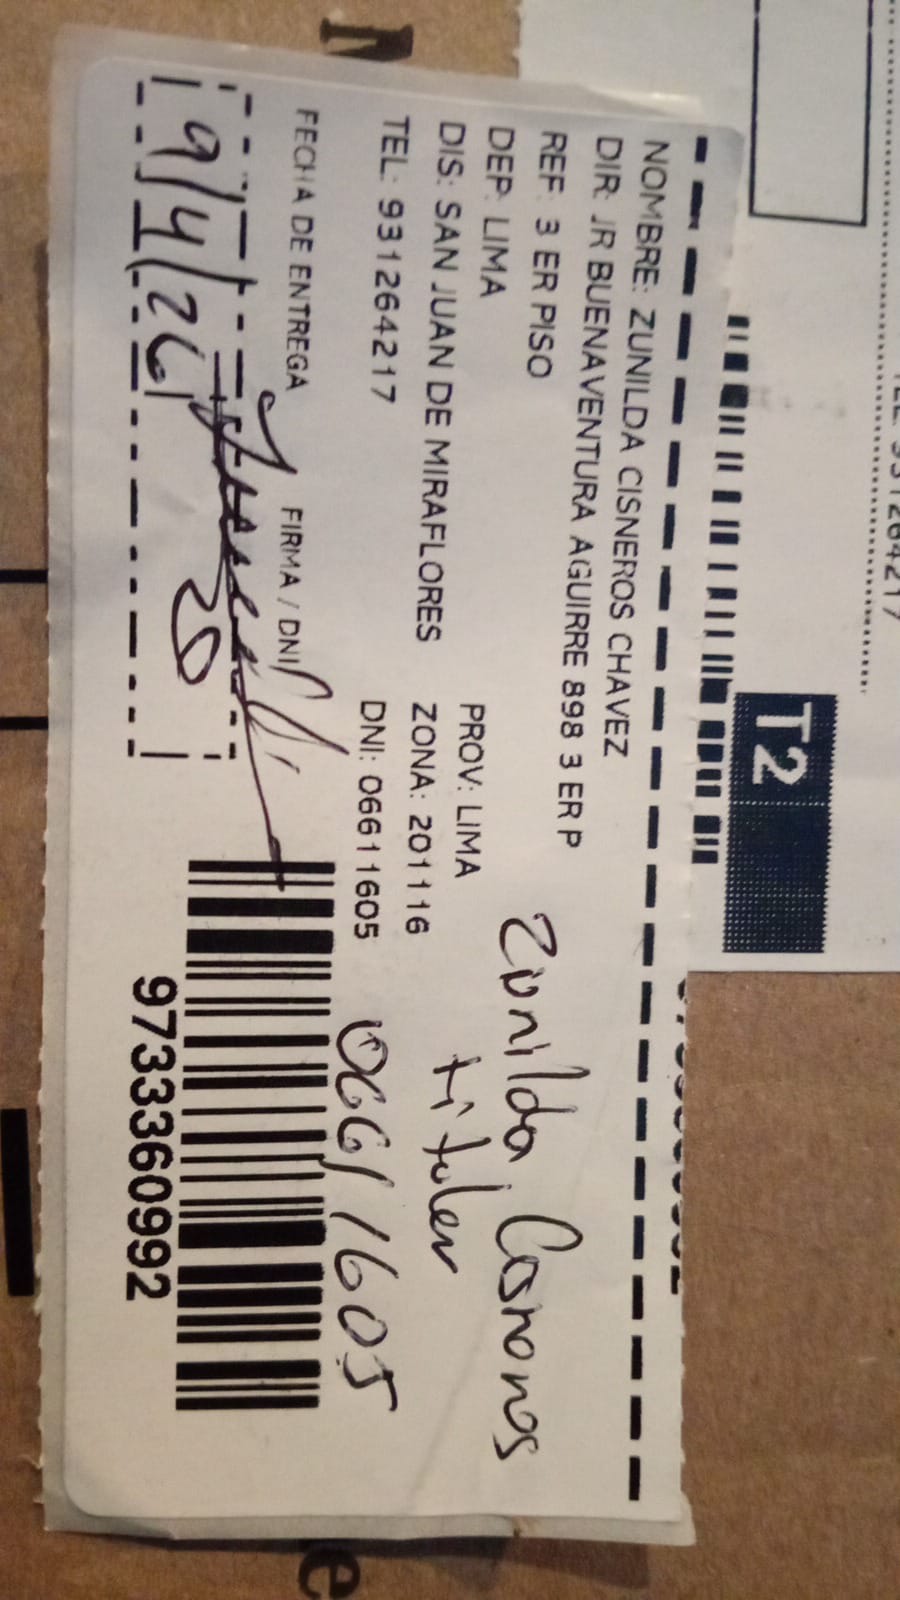 T2
NOMBRE: ZUNILDA CISNEROS CHAVEZ
DIR: JR BUENAVENTURA AGUIRRE 898 3 ER P
REF: 3 ER PISO
DEP: LIMA PROV: LIMA
DIS: SAN JUAN DE MIRAFLORES ZONA: 201116
TEL: 931264217 DNI: 06611605
Zunilda Cisneros
titular
06611605
FECHA DE ENTREGA FIRMA / DNI
9/4/26
20
9733360992